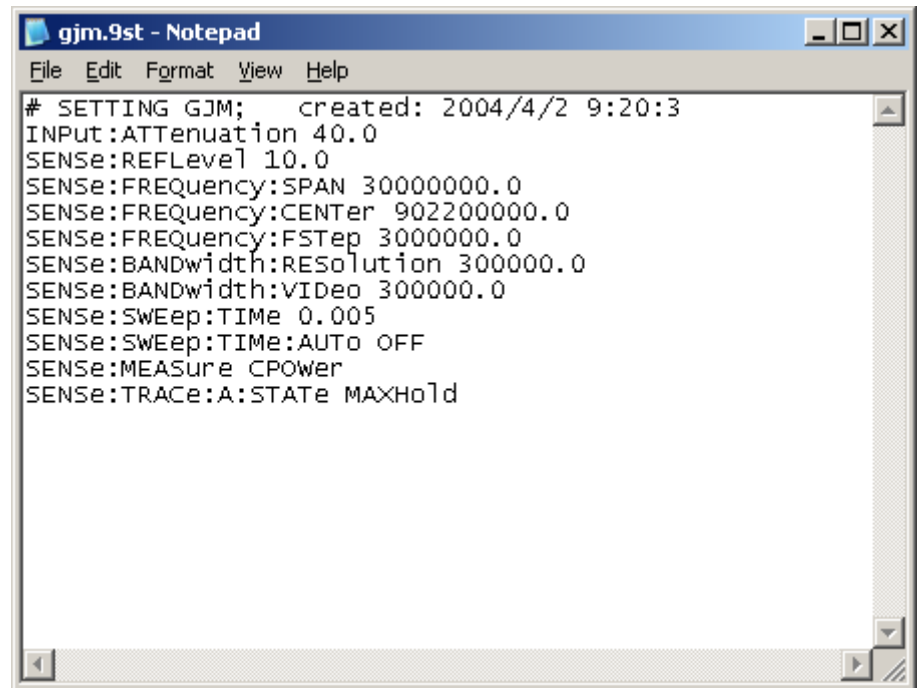 gjm.9st - Notepad
File Edit Format View Help
# SETTING GJM;   created: 2004/4/2 9:20:3
INPut:ATTenuation 40.0
SENSe:REFLevel 10.0
SENSe:FREQuency:SPAN 30000000.0
SENSe:FREQuency:CENTer 902200000.0
SENSe:FREQuency:FSTep 3000000.0
SENSe:BANDwidth:RESolution 300000.0
SENSe:BANDwidth:VIDeo 300000.0
SENSe:SWEep:TIMe 0.005
SENSe:SWEep:TIMe:AUTo OFF
SENSe:MEASure CPOWer
SENSe:TRACe:A:STATe MAXHold